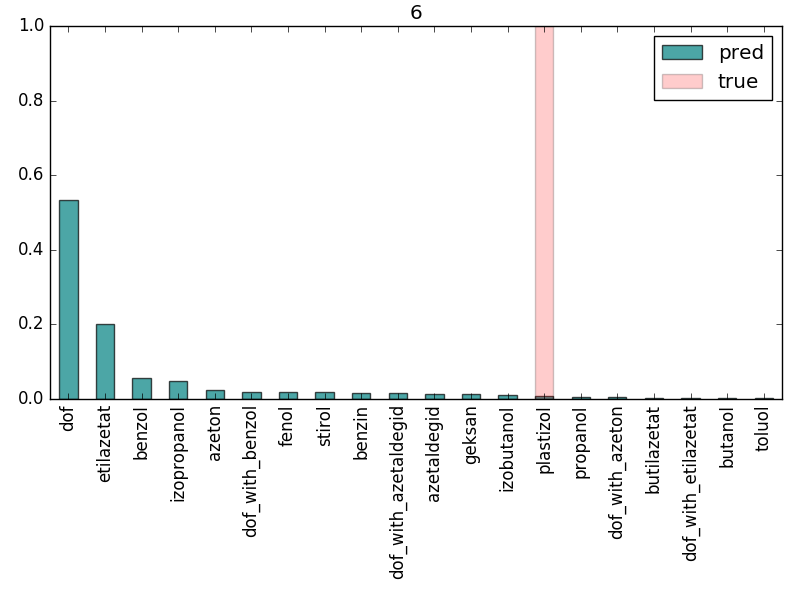 6
1.0
0.8
0.6
0.4
0.2
0.0
pred
true
dof
etilazetat
benzol
izopropanol
azeton
dof_with_benzol
fenol
stirol
benzin
dof_with_azetaldegid
azetaldegid
geksan
izobutanol
plastizol
propanol
dof_with_azeton
butilazetat
dof_with_etilazetat
butanol
toluol